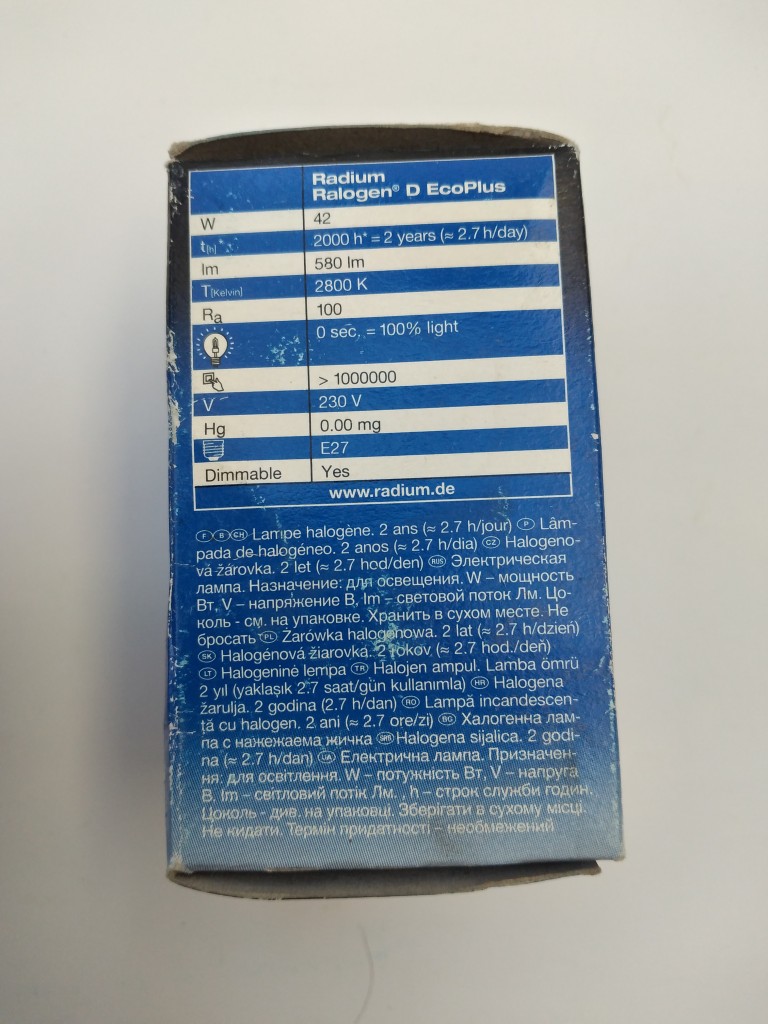 Radium
Ralogen® D EcoPlus
W 42
t[h]* 2000 h* = 2 years (≈ 2.7 h/day)
lm 580 lm
T[Kelvin] 2800 K
Ra 100
0 sec. = 100% light
> 1000000
V 230 V
Hg 0.00 mg
E27
Dimmable Yes
www.radium.de
F B CH Lampe halogène. 2 ans (≈ 2.7 h/jour) P Lâm-
pada de halogéneo. 2 anos (≈ 2.7 h/dia) CZ Halogeno-
vá žárovka. 2 let (≈ 2.7 hod/den) RUS Электрическая
лампа. Назначение: для освещения. W – мощность
Вт, V – напряжение В, lm – световой поток Лм. Цо-
коль - см. на упаковке. Хранить в сухом месте. Не
бросать PL Żarówka halogenowa. 2 lat (≈ 2.7 h/dzień)
SK Halogénová žiarovka. 2 rokov (≈ 2.7 hod./deň)
LT Halogeninė lempa TR Halojen ampul. Lamba ömrü
2 yıl (yaklaşık 2.7 saat/gün kullanımla) HR Halogena
žarulja. 2 godina (2.7 h/dan) RO Lampă incandescen-
tă cu halogen. 2 ani (≈ 2.7 ore/zi) BG Халогенна лам-
па с нажежаема жичка SRB Halogena sijalica. 2 godi-
na (≈ 2.7 h/dan) UA Електрична лампа. Призначен-
ня: для освітлення. W – потужність Вт, V – напруга
В, lm – світловий потік Лм. , h – строк служби годин.
Цоколь - див. на упаковці. Зберігати в сухому місці.
Не кидати. Термін придатності – необмежений